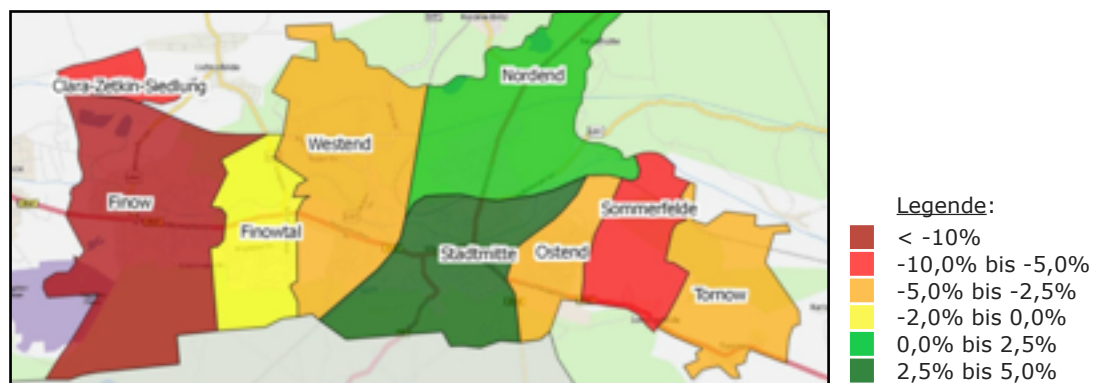 Nordend
Clara-Zetkin-Siedlung
Westend
Finow
Sommerfelde
Finowtal
Stadtmitte
Ostend
Tornow
Legende:
< -10%
-10,0% bis -5,0%
-5,0% bis -2,5%
-2,0% bis 0,0%
0,0% bis 2,5%
2,5% bis 5,0%